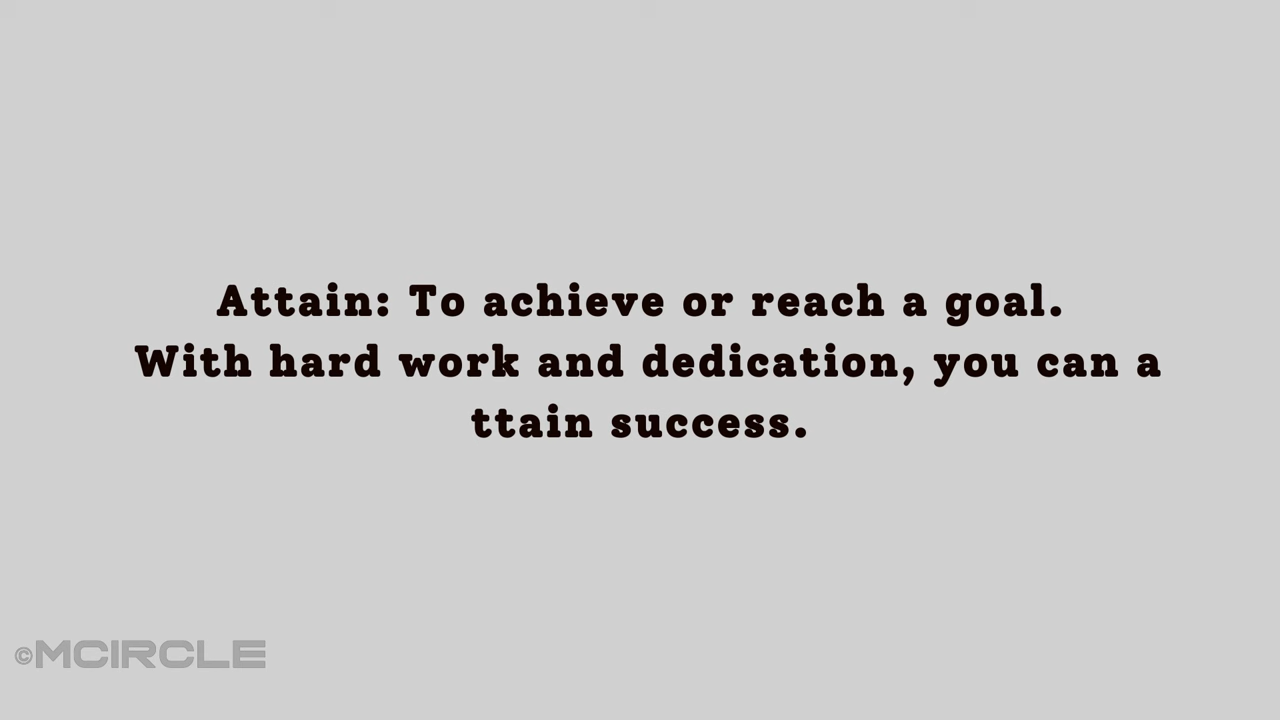 Attain: To achieve or reach a goal.
With hard work and dedication, you can a
ttain success.
©MCIRCLE